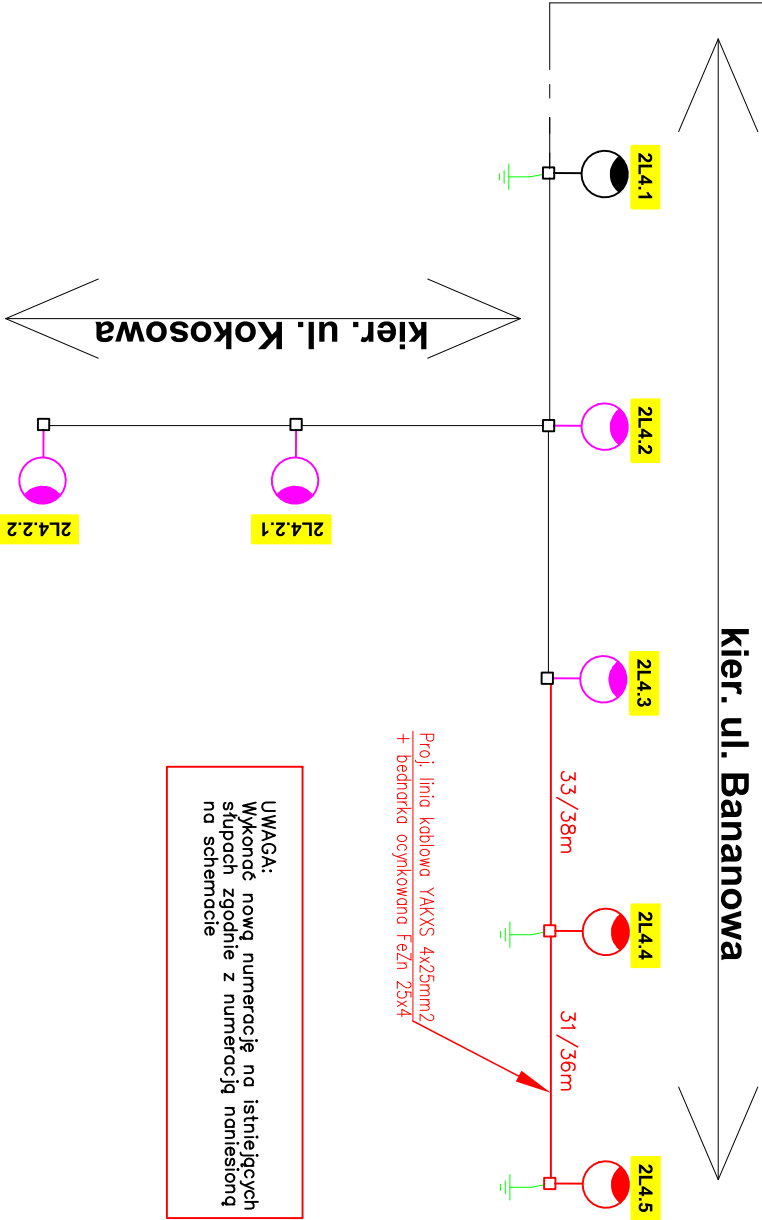 kier. ul. Bananowa
2L4.1
2L4.2
2L4.3
2L4.4
2L4.5
33/38m
31/36m
kier. ul. Kokosowa
2L4.2.1
2L4.2.2
Proj. linia kablowa YAKXS 4x25mm2
+ bednarka ocynkowana FeZn 25x4
UWAGA:
Wykonać nową numerację na istniejących
słupach zgodnie z numeracją naniesioną
na schemacie